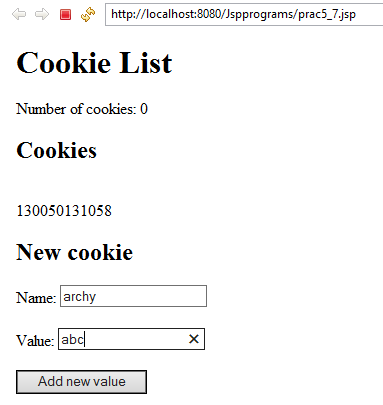 http://localhost:8080/Jspprograms/prac5_7.jsp
Cookie List
Number of cookies: 0
Cookies
130050131058
New cookie
Name: archy
Value: abc
Add new value